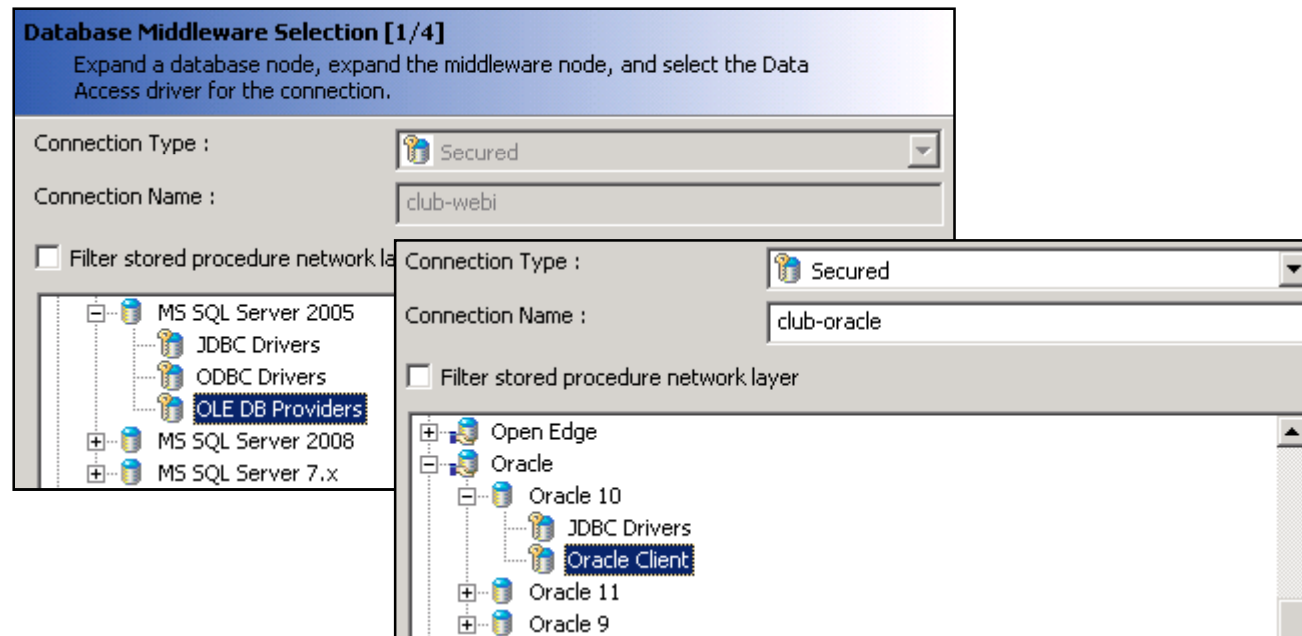 Database Middleware Selection [1/4]
Expand a database node, expand the middleware node, and select the Data
Access driver for the connection.
Connection Type :
Secured
Connection Name :
club-webi
Filter stored procedure network la
MS SQL Server 2005
JDBC Drivers
ODBC Drivers
OLE DB Providers
MS SQL Server 2008
MS SQL Server 7.x
Connection Type :
Secured
Connection Name :
club-oracle
Filter stored procedure network layer
Open Edge
Oracle
Oracle 10
JDBC Drivers
Oracle Client
Oracle 11
Oracle 9